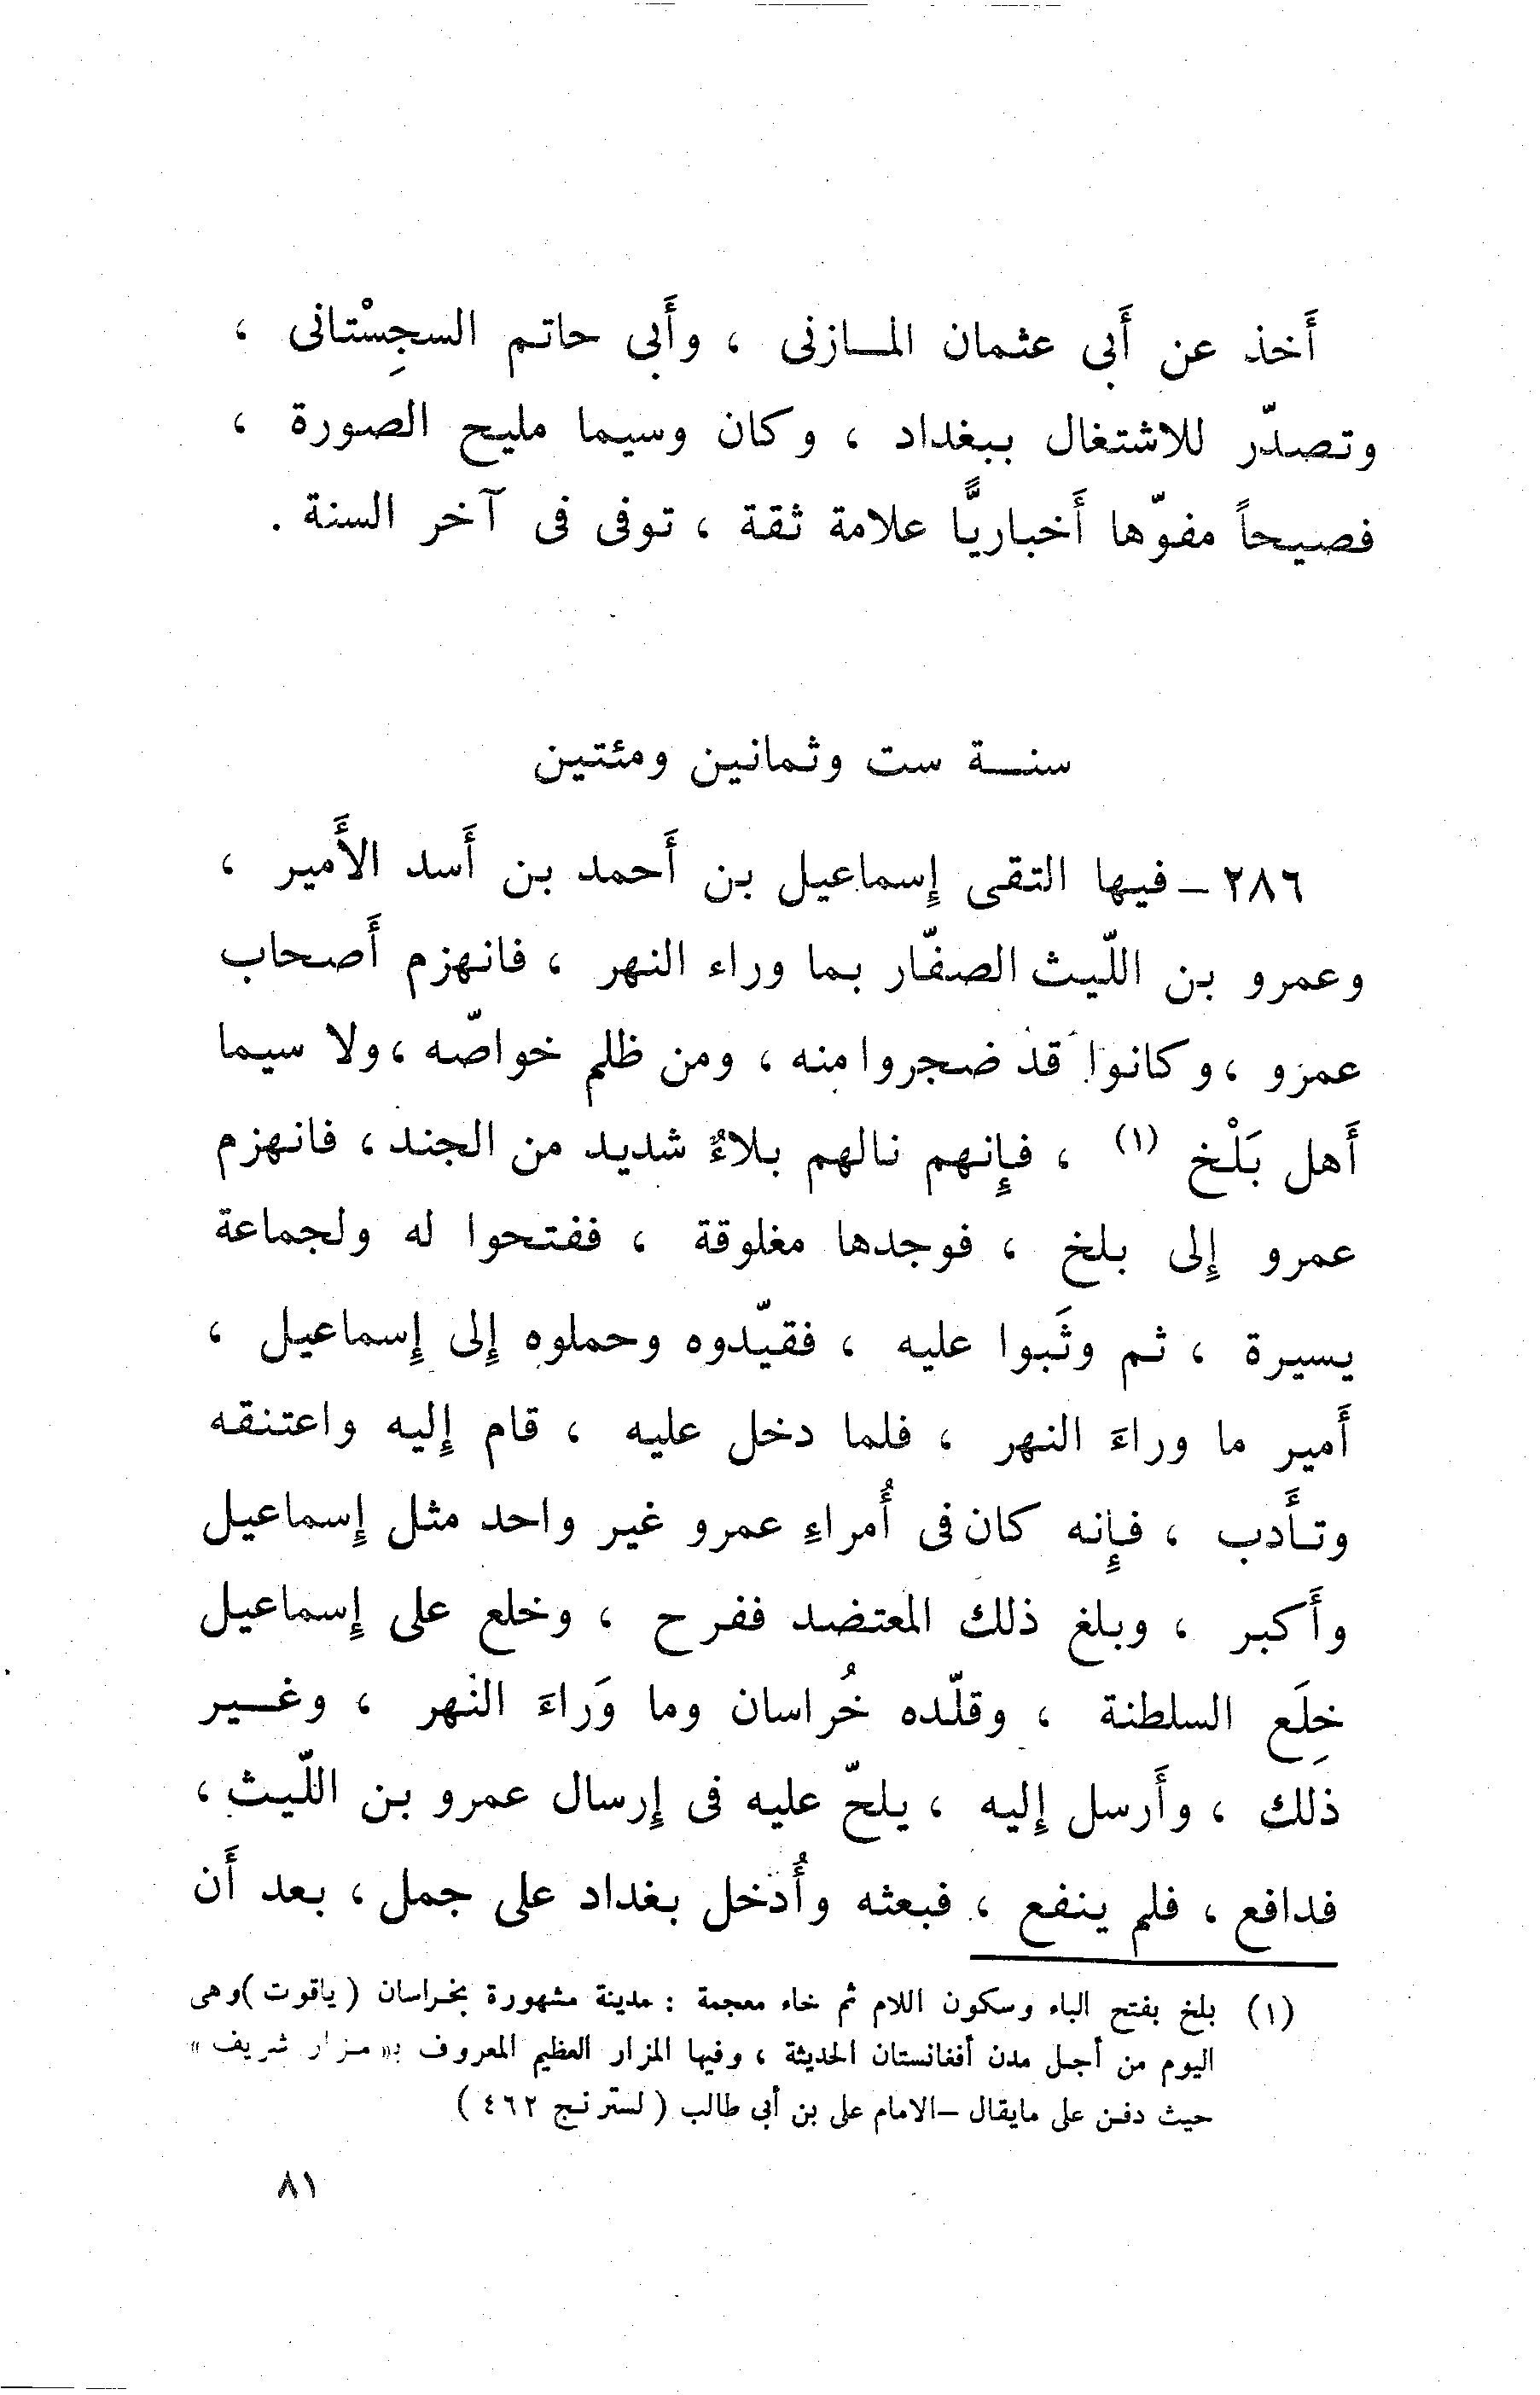 أَخذ عن أَبي عثمان المــازنى ، وأَبي حاتم السجِسْتانى ،
وتصدّر للاشتغال ببغداد ، وكان وسيما مليح الصورة ،
فصيحاً مفوّها أَخباريًّا علامة ثقة ، توفى فى آخر السنة .
سنــة ست وثمانين ومئتين
٢٨٦ – فيها التقى إِسماعيل بن أَحمد بن أَسد الأَمير ،
وعمرو بن اللّيث الصفّار بما وراء النهر ، فانهزم أَصحاب
عمرو ، وكانوا قد ضجروا منه ، ومن ظلم خواصّه ، ولا سيما
أَهل بَلْخ (١) ، فإِنهم نالهم بلاءٌ شديد من الجند ، فانهزم
عمرو إِلى بلخ ، فوجدها مغلوقة ، ففتحوا له ولجماعة
يسيرة ، ثم وثَبوا عليه ، فقيّدوه وحملوه إِلى إِسماعيل ،
أَمير ما وراءَ النهر ، فلما دخل عليه ، قام إِليه واعتنقه
وتأَدب ، فإِنه كان فى أُمراءِ عمرو غير واحد مثل إِسماعيل
وأَكبر ، وبلغ ذلك المعتضد ففرح ، وخلع على إِسماعيل
خِلَع السلطنة ، وقلّده خُراسان وما وَراءَ النهر ، وغــير
ذلك ، وأَرسل إِليه ، يلحّ عليه فى إِرسال عمرو بن اللّيث ،
فدافع ، فلم ينفع ، فبعثه وأُدخل بغداد على جمل ، بعد أَن
(١) بلخ بفتح الباء وسكون اللام ثم خاء معجمة : مدينة مشهورة بخراسان ( ياقوت ) وهى
اليوم من أجل مدن أفغانستان الحديثة ، وفيها المزار العظيم المعروف بـ « مزار شريف »
حيث دفن على مايقال – الامام على بن أبي طالب ( لسترنج ٤٦٢ )
٨١